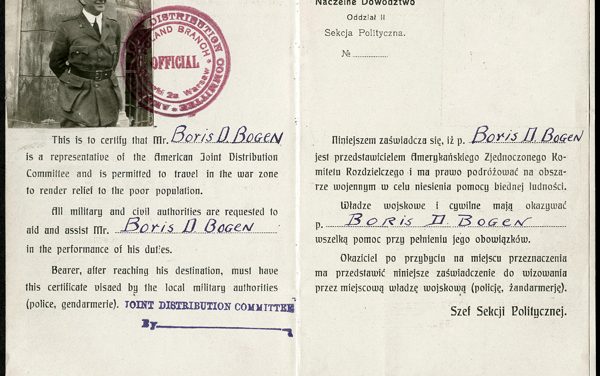 DISTRIBUTION COMMITTEE
LAND BRANCH
OFFICIAL
2a Warsaw
This is to certify that Mr. Boris D Bogen
is a representative of the American Joint Distribution
Committee and is permitted to travel in the war zone
to render relief to the poor population.
All military and civil authorities are requested to
aid and assist Mr. Boris D Bogen
in the performance of his duties.
Bearer, after reaching his destination, must have
this certificate visaed by the local military authorities
(police, gendarmerie). JOINT DISTRIBUTION COMMITTEE
By
Naczelne Dowództwo
Oddział II
Sekcja Polityczna.
№
Niniejszem zaświadcza się, iż p. Boris D Bogen
jest przedstawicielem Amerykańskiego Zjednoczonego Ko-
mitetu Rozdzielczego i ma prawo podróżować na obsza-
rze wojennym w celu niesienia pomocy biednej ludności.
Władze wojskowe i cywilne mają okazywać
p. Boris D Bogen
wszelką pomoc przy pełnieniu jego obowiązków.
Okaziciel po przybyciu na miejscu przeznaczenia
ma przedstawić niniejsze zaświadczenie do wizowania
przez miejscową władzę wojskową (policję, żandarmerję).
Szef Sekcji Politycznej.